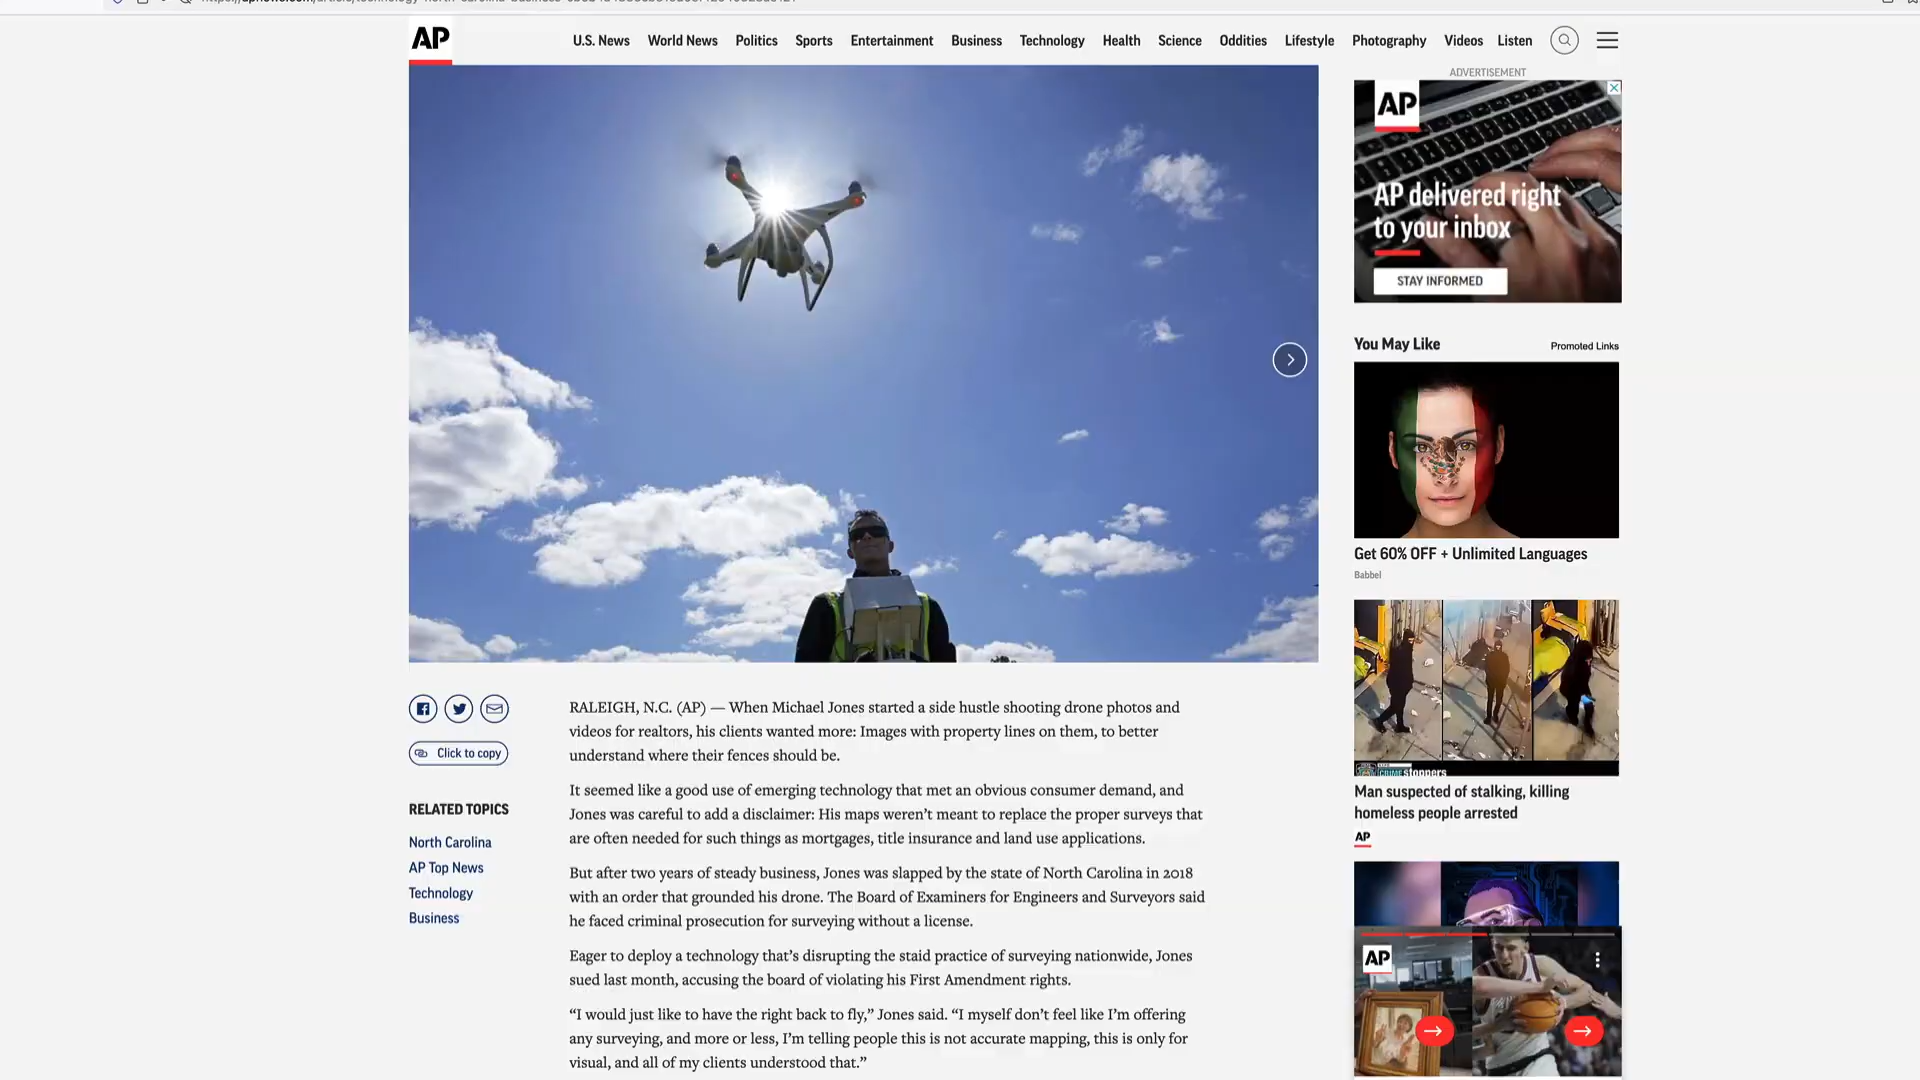 AP
U.S. News World News Politics Sports Entertainment Business Technology Health Science Oddities Lifestyle Photography Videos Listen
ADVERTISEMENT
AP
AP delivered right
to your inbox
STAY INFORMED
You May Like
Promoted Links
Get 60% OFF + Unlimited Languages
Babbel
CRIMEstoppers
Man suspected of stalking, killing
homeless people arrested
AP
AP
Click to copy
RELATED TOPICS
North Carolina
AP Top News
Technology
Business
RALEIGH, N.C. (AP) — When Michael Jones started a side hustle shooting drone photos and
videos for realtors, his clients wanted more: Images with property lines on them, to better
understand where their fences should be.
It seemed like a good use of emerging technology that met an obvious consumer demand, and
Jones was careful to add a disclaimer: His maps weren’t meant to replace the proper surveys that
are often needed for such things as mortgages, title insurance and land use applications.
But after two years of steady business, Jones was slapped by the state of North Carolina in 2018
with an order that grounded his drone. The Board of Examiners for Engineers and Surveyors said
he faced criminal prosecution for surveying without a license.
Eager to deploy a technology that’s disrupting the staid practice of surveying nationwide, Jones
sued last month, accusing the board of violating his First Amendment rights.
“I would just like to have the right back to fly,” Jones said. “I myself don’t feel like I’m offering
any surveying, and more or less, I’m telling people this is not accurate mapping, this is only for
visual, and all of my clients understood that.”